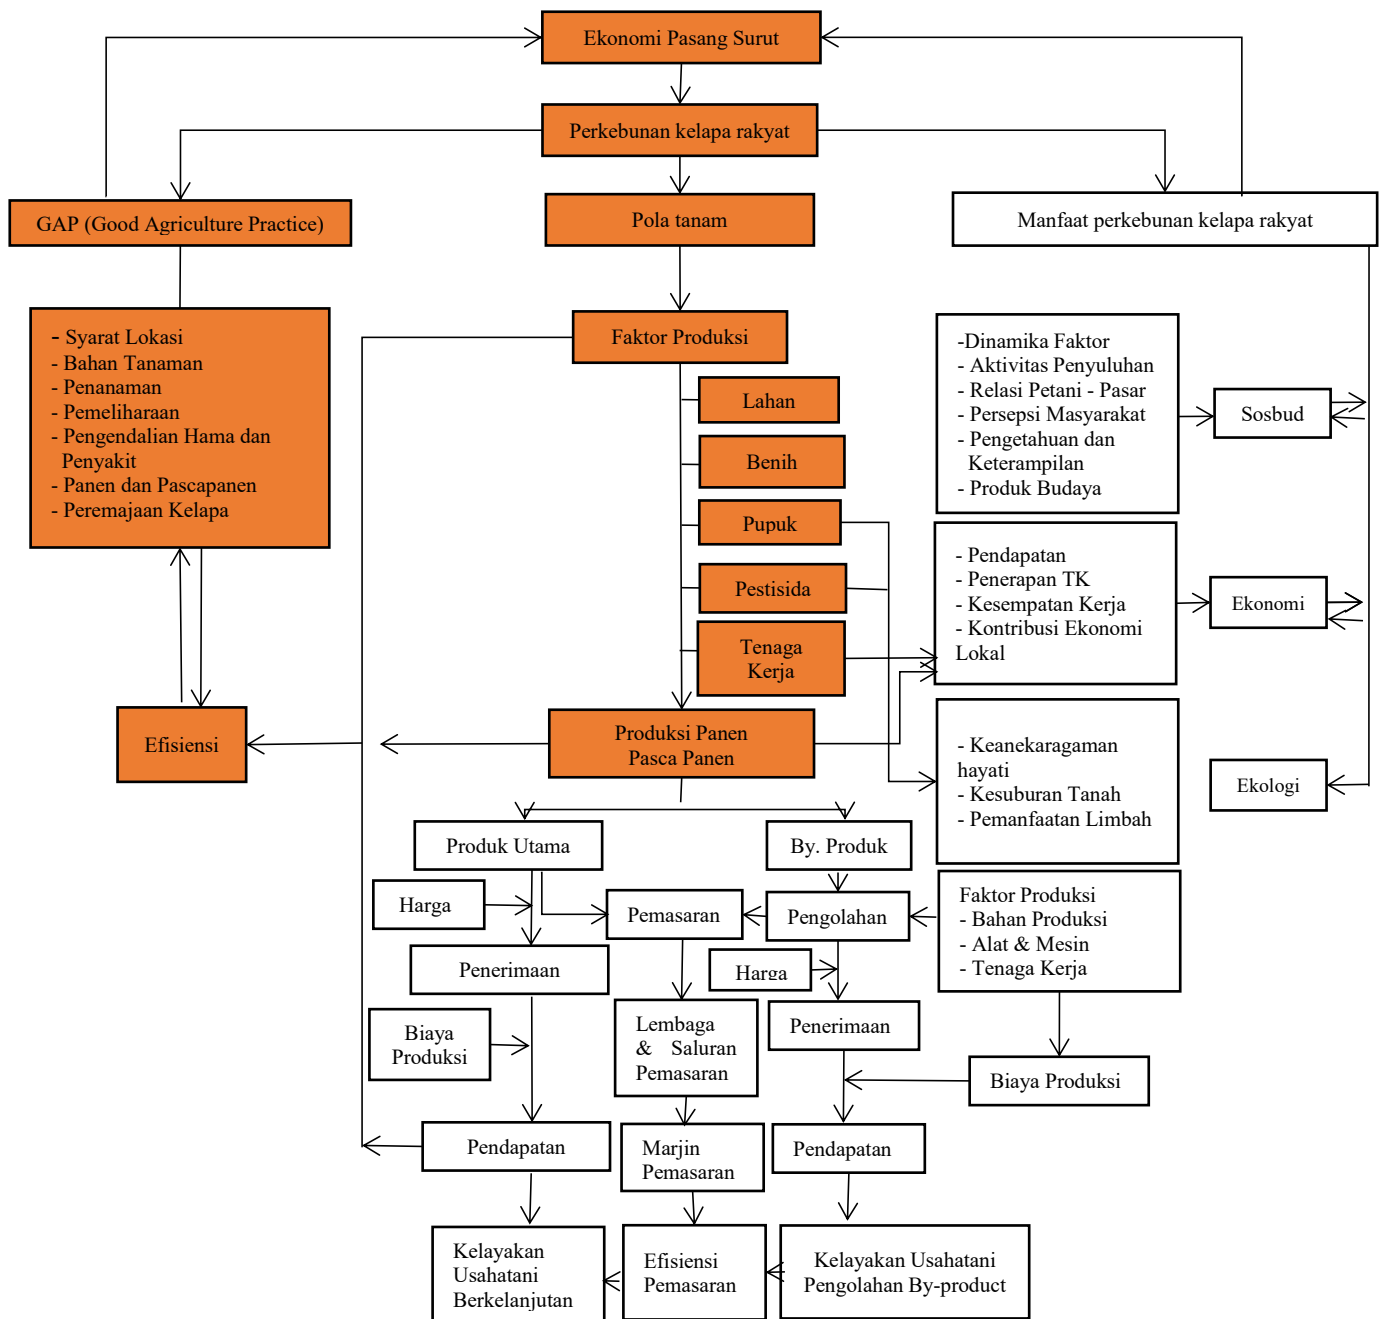 Ekonomi Pasang Surut
Perkebunan kelapa rakyat
GAP (Good Agriculture Practice)
Pola tanam
Manfaat perkebunan kelapa rakyat
- Syarat Lokasi
- Bahan Tanaman
- Penanaman
- Pemeliharaan
- Pengendalian Hama dan
Penyakit
- Panen dan Pascapanen
- Peremajaan Kelapa
Faktor Produksi
Lahan
Benih
Pupuk
Pestisida
Tenaga
Kerja
-Dinamika Faktor
- Aktivitas Penyuluhan
- Relasi Petani - Pasar
- Persepsi Masyarakat
- Pengetahuan dan
Keterampilan
- Produk Budaya
Sosbud
- Pendapatan
- Penerapan TK
- Kesempatan Kerja
- Kontribusi Ekonomi
Lokal
Ekonomi
Efisiensi
Produksi Panen
Pasca Panen
- Keanekaragaman
hayati
- Kesuburan Tanah
- Pemanfaatan Limbah
Ekologi
Produk Utama
By. Produk
Harga
Pemasaran
Pengolahan
Faktor Produksi
- Bahan Produksi
- Alat & Mesin
- Tenaga Kerja
Penerimaan
Harga
Biaya
Produksi
Lembaga
& Saluran
Pemasaran
Penerimaan
Biaya Produksi
Pendapatan
Marjin
Pemasaran
Pendapatan
Kelayakan
Usahatani
Berkelanjutan
Efisiensi
Pemasaran
Kelayakan Usahatani
Pengolahan By-product